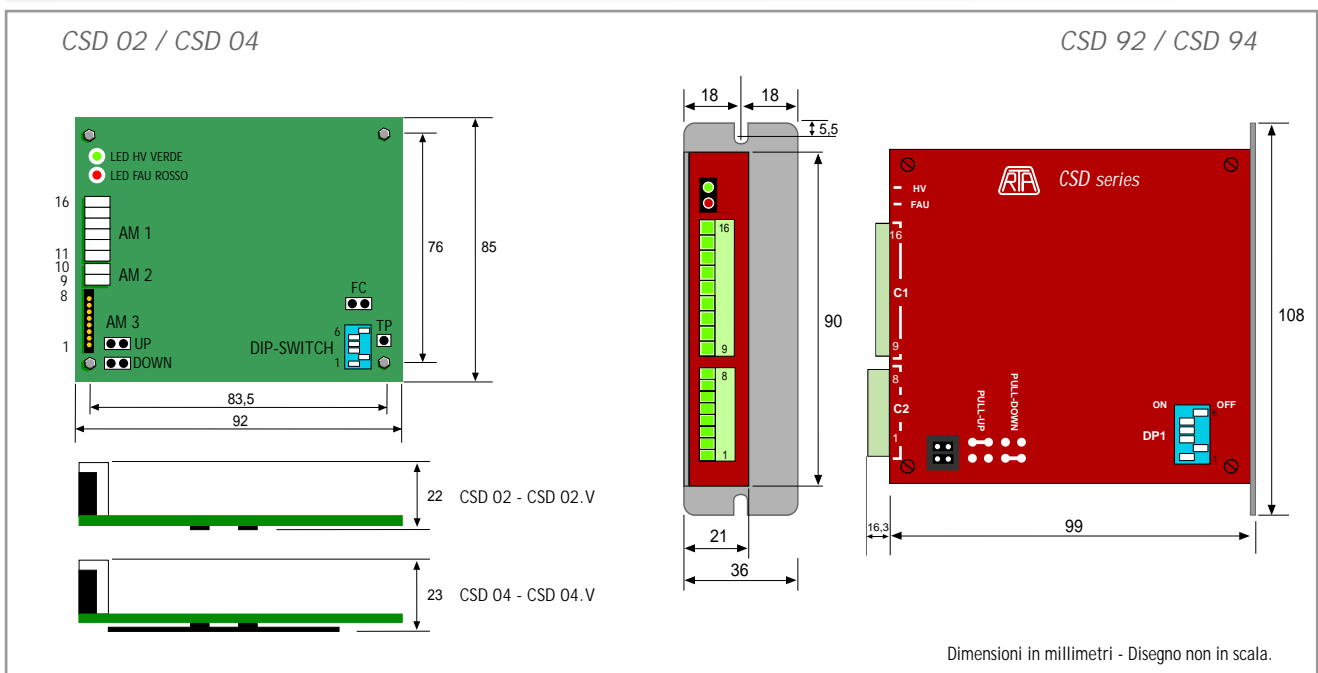 CSD 02 / CSD 04
CSD 92 / CSD 94
LED HV VERDE
LED FAU ROSSO
16
AM 1
11
10
AM 2
9
8
AM 3
1
UP
DOWN
FC
TP
6
DIP-SWITCH
1
76
85
83,5
92
22
CSD 02 - CSD 02.V
23
CSD 04 - CSD 04.V
18
18
5,5
16
9
8
1
90
21
36
RTA
CSD series
HV
FAU
16
C1
9
8
C2
1
PULL-UP
PULL-DOWN
ON
OFF
DP1
6
1
108
16,3
99
Dimensioni in millimetri - Disegno non in scala.